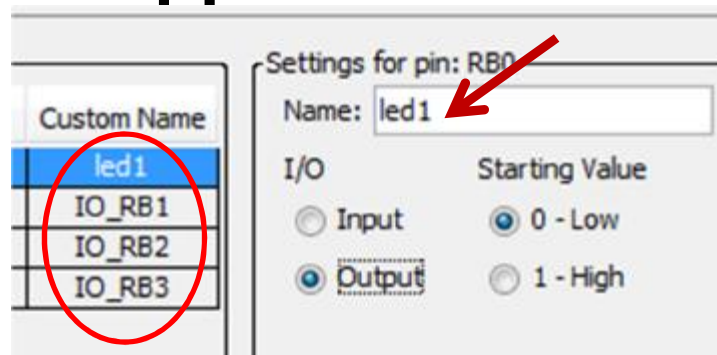 Settings for pin: RB0
Custom Name
Name: led1
led1
I/O Starting Value
IO_RB1
Input 0 - Low
IO_RB2
IO_RB3
Output 1 - High